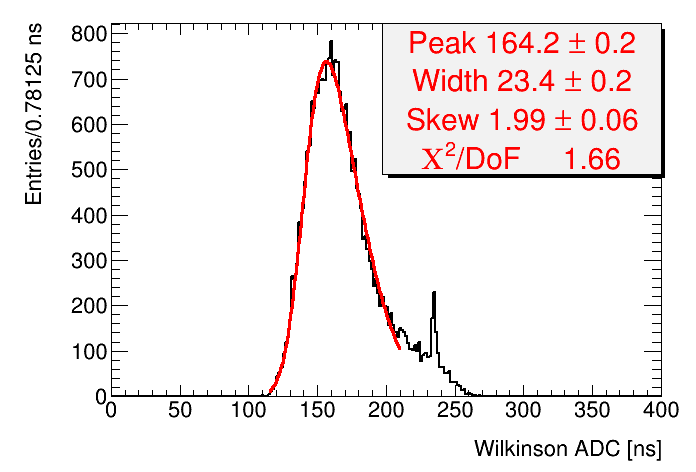 Peak 164.2 ± 0.2
Width 23.4 ± 0.2
Skew 1.99 ± 0.06
Χ²/DoF 1.66
Entries/0.78125 ns
800
700
600
500
400
300
200
100
0
0 50 100 150 200 250 300 350 400
Wilkinson ADC [ns]